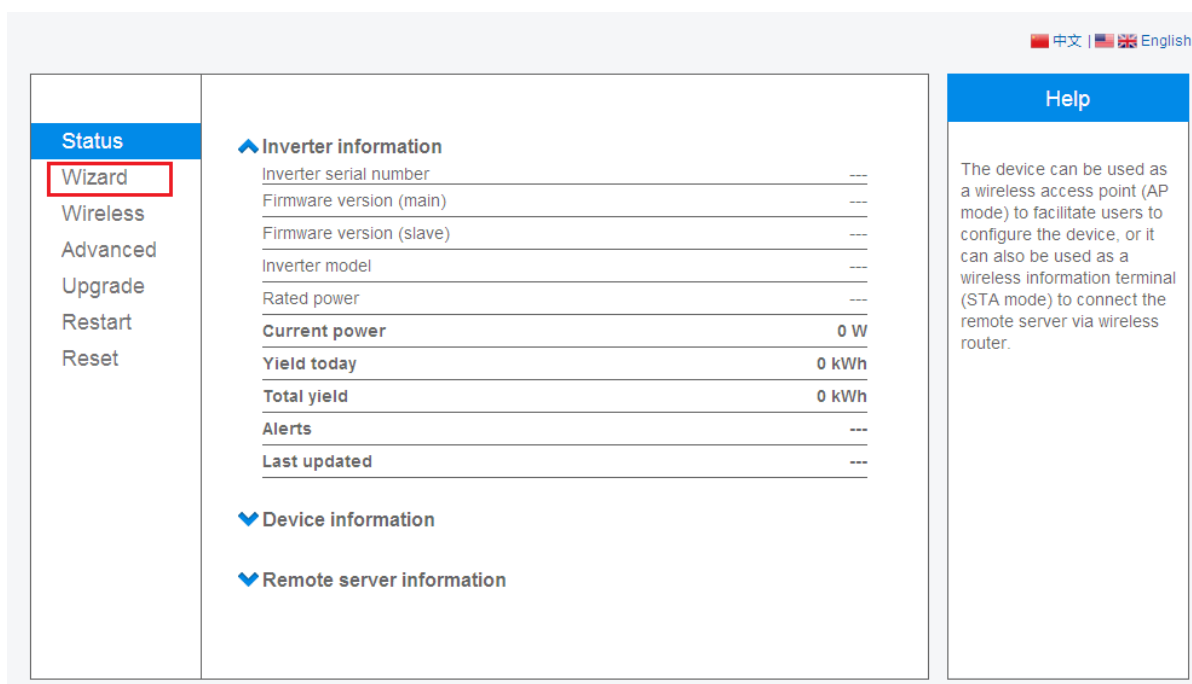 中文 | English
Status
Wizard
Wireless
Advanced
Upgrade
Restart
Reset
Inverter information
Inverter serial number ---
Firmware version (main) ---
Firmware version (slave) ---
Inverter model ---
Rated power ---
Current power 0 W
Yield today 0 kWh
Total yield 0 kWh
Alerts ---
Last updated ---
Device information
Remote server information
Help
The device can be used as
a wireless access point (AP
mode) to facilitate users to
configure the device, or it
can also be used as a
wireless information terminal
(STA mode) to connect the
remote server via wireless
router.